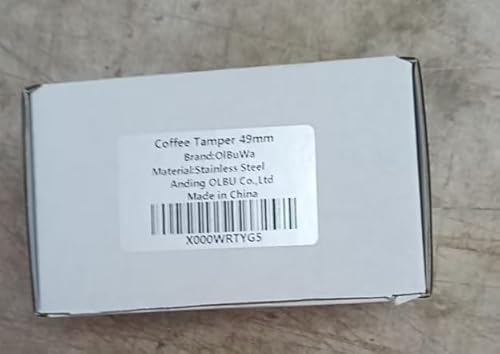 Coffee Tamper 49mm
Brand:OlBuWa
Material:Stainless Steel
Anding OLBU Co.,Ltd
Made in China
X000WRTYG5